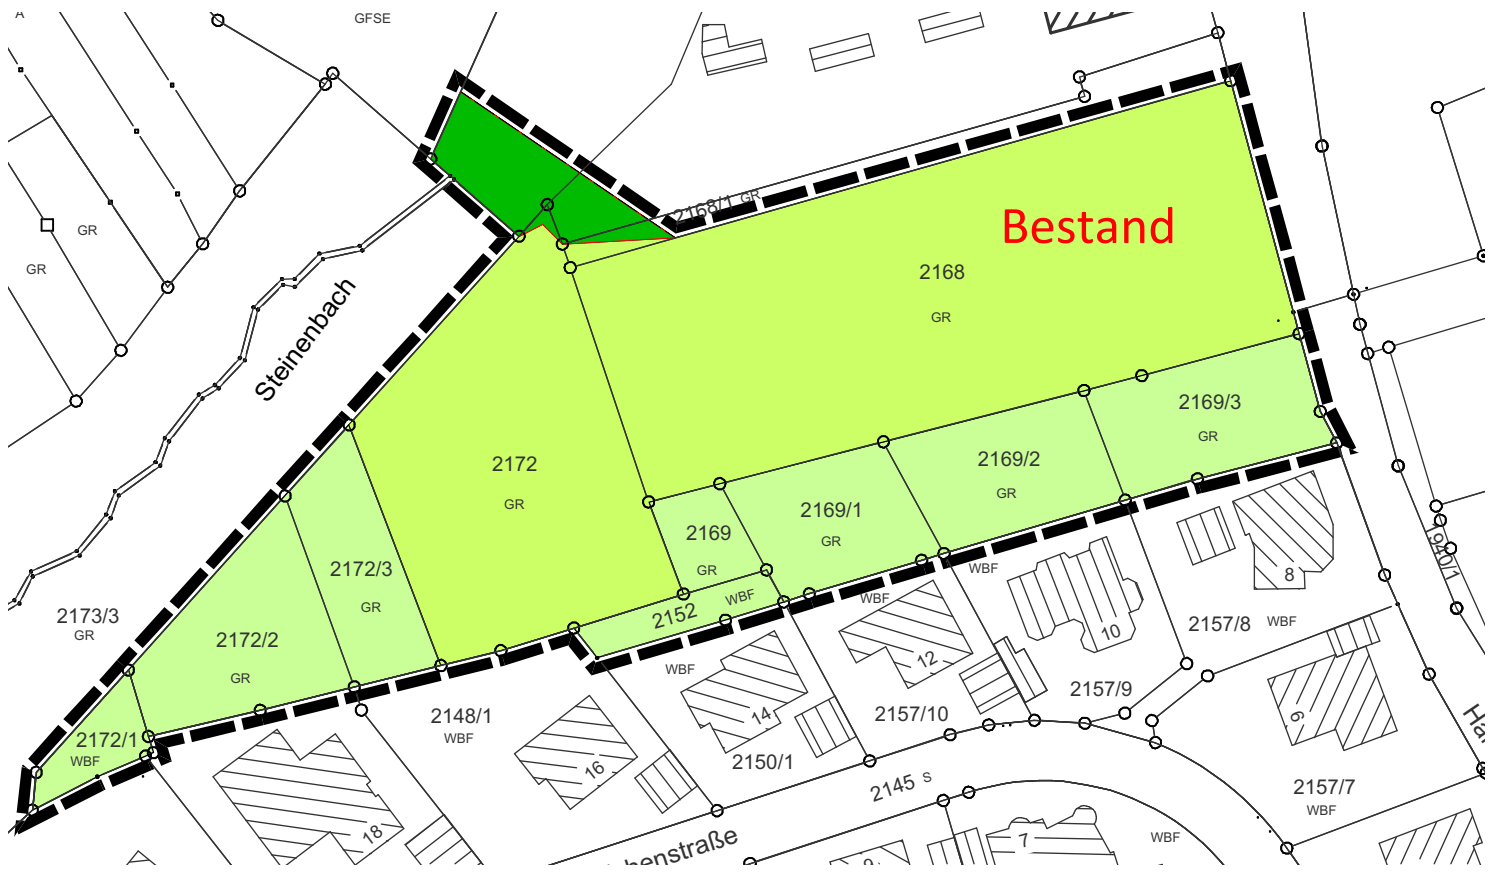 A
GFSE
2168/1 GR
GR
GR
Bestand
2168
GR
Steinenbach
2172
GR
2169/3
GR
2169/2
GR
2169/1
GR
2169
GR
2172/3
GR
2173/3
GR
2172/2
GR
2152
WBF
WBF
WBF
WBF
8
1940/1
2157/8
WBF
10
12
2157/9
2148/1
WBF
14
2157/10
6
2172/1
WBF
16
2150/1
2145 S
2157/7
WBF
18
7
WBF